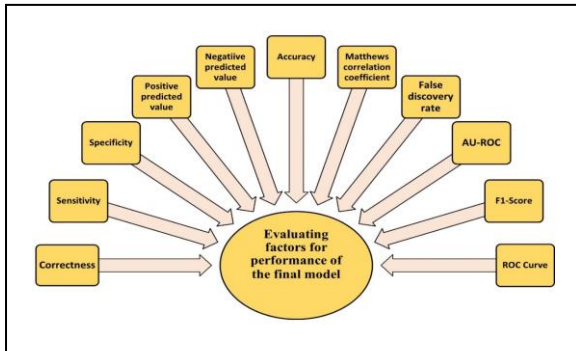 Correctness
Sensitivity
Specificity
Positive
predicted
value
Negatiive
predicted
value
Accuracy
Matthews
correlation
coefficient
False
discovery
rate
AU-ROC
F1-Score
ROC Curve
Evaluating
factors for
performance of
the final model